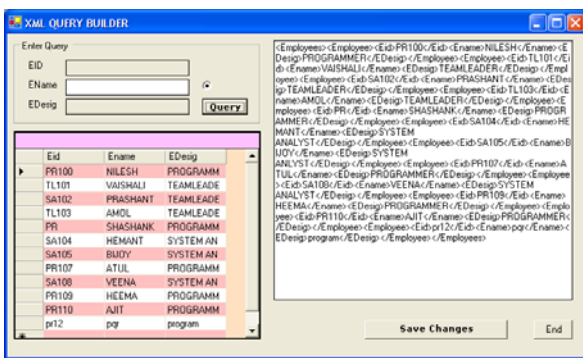 XML QUERY BUILDER
Enter Query
EID
EName
EDesig
Query
Eid Ename EDesig
PR100 NILESH PROGRAMM
TL101 VAISHALI TEAMLEADE
SA102 PRASHANT TEAMLEADE
TL103 AMOL TEAMLEADE
PR SHASHANK PROGRAMM
SA104 HEMANT SYSTEM AN
SA105 BIJOY SYSTEM AN
PR107 ATUL PROGRAMM
SA108 VEENA SYSTEM AN
PR109 HEEMA PROGRAMM
PR110 AJIT PROGRAMM
pr12 pqr program
<Employees><Employee><Eid>PR100</Eid><Ename>NILESH</Ename><E
Desig>PROGRAMMER</EDesig></Employee><Employee><Eid>TL101</Ei
d><Ename>VAISHALI</Ename><EDesig>TEAMLEADER</EDesig></Empl
oyee><Employee><Eid>SA102</Eid><Ename>PRASHANT</Ename><EDes
ig>TEAMLEADER</EDesig></Employee><Employee><Eid>TL103</Eid><E
name>AMOL</Ename><EDesig>TEAMLEADER</EDesig></Employee><E
mployee><Eid>PR</Eid><Ename>SHASHANK</Ename><EDesig>PROGR
AMMER</EDesig></Employee><Employee><Eid>SA104</Eid><Ename>HE
MANT</Ename><EDesig>SYSTEM
ANALYST</EDesig></Employee><Employee><Eid>SA105</Eid><Ename>B
IJOY</Ename><EDesig>SYSTEM
ANLYST</EDesig></Employee><Employee><Eid>PR107</Eid><Ename>A
TUL</Ename><EDesig>PROGRAMMER</EDesig></Employee><Employee
><Eid>SA108</Eid><Ename>VEENA</Ename><EDesig>SYSTEM
ANALYST</EDesig></Employee><Employee><Eid>PR109</Eid><Ename>
HEEMA</Ename><EDesig>PROGRAMMER</EDesig></Employee><Emplo
yee><Eid>PR110</Eid><Ename>AJIT</Ename><EDesig>PROGRAMMER<
/EDesig></Employee><Employee><Eid>pr12</Eid><Ename>pqr</Ename><
EDesig>program</EDesig></Employee></Employees>
Save Changes
End